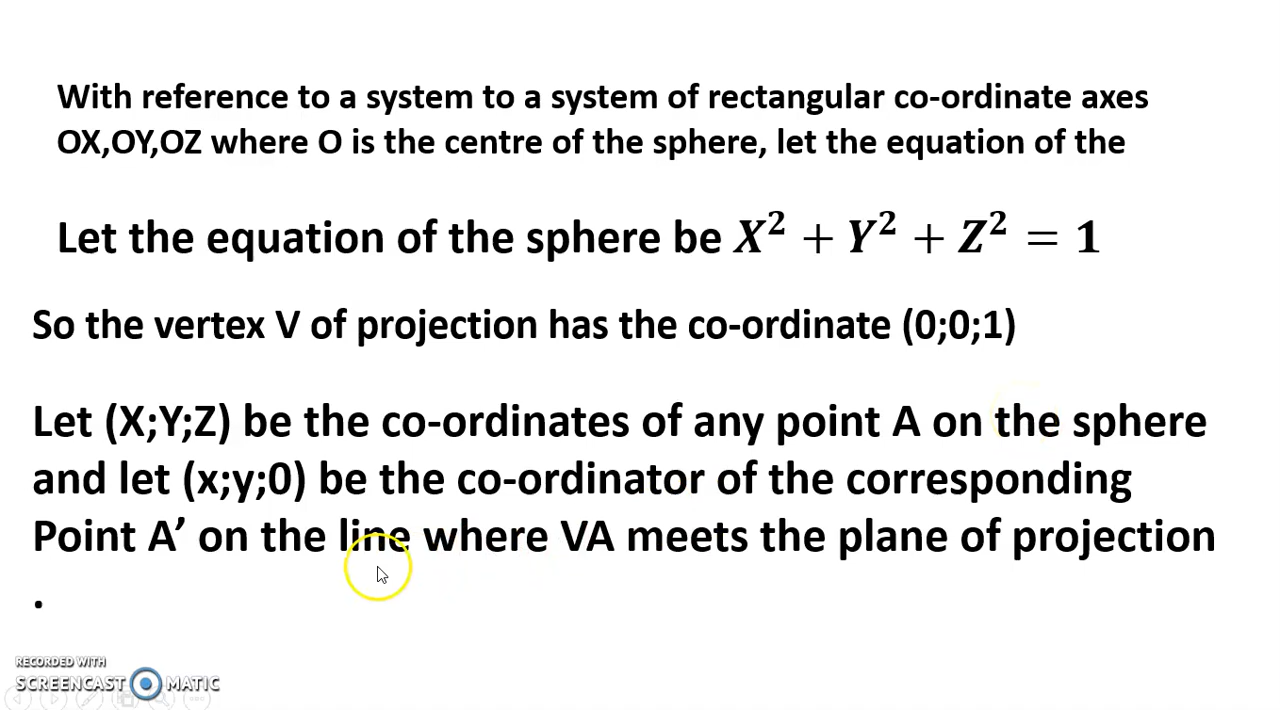 With reference to a system to a system of rectangular co-ordinate axes
OX,OY,OZ where O is the centre of the sphere, let the equation of the
Let the equation of the sphere be X² + Y² + Z² = 1
So the vertex V of projection has the co-ordinate (0;0;1)
Let (X;Y;Z) be the co-ordinates of any point A on the sphere
and let (x;y;0) be the co-ordinator of the corresponding
Point A’ on the line where VA meets the plane of projection
.
RECORDED WITH
SCREENCAST MATIC